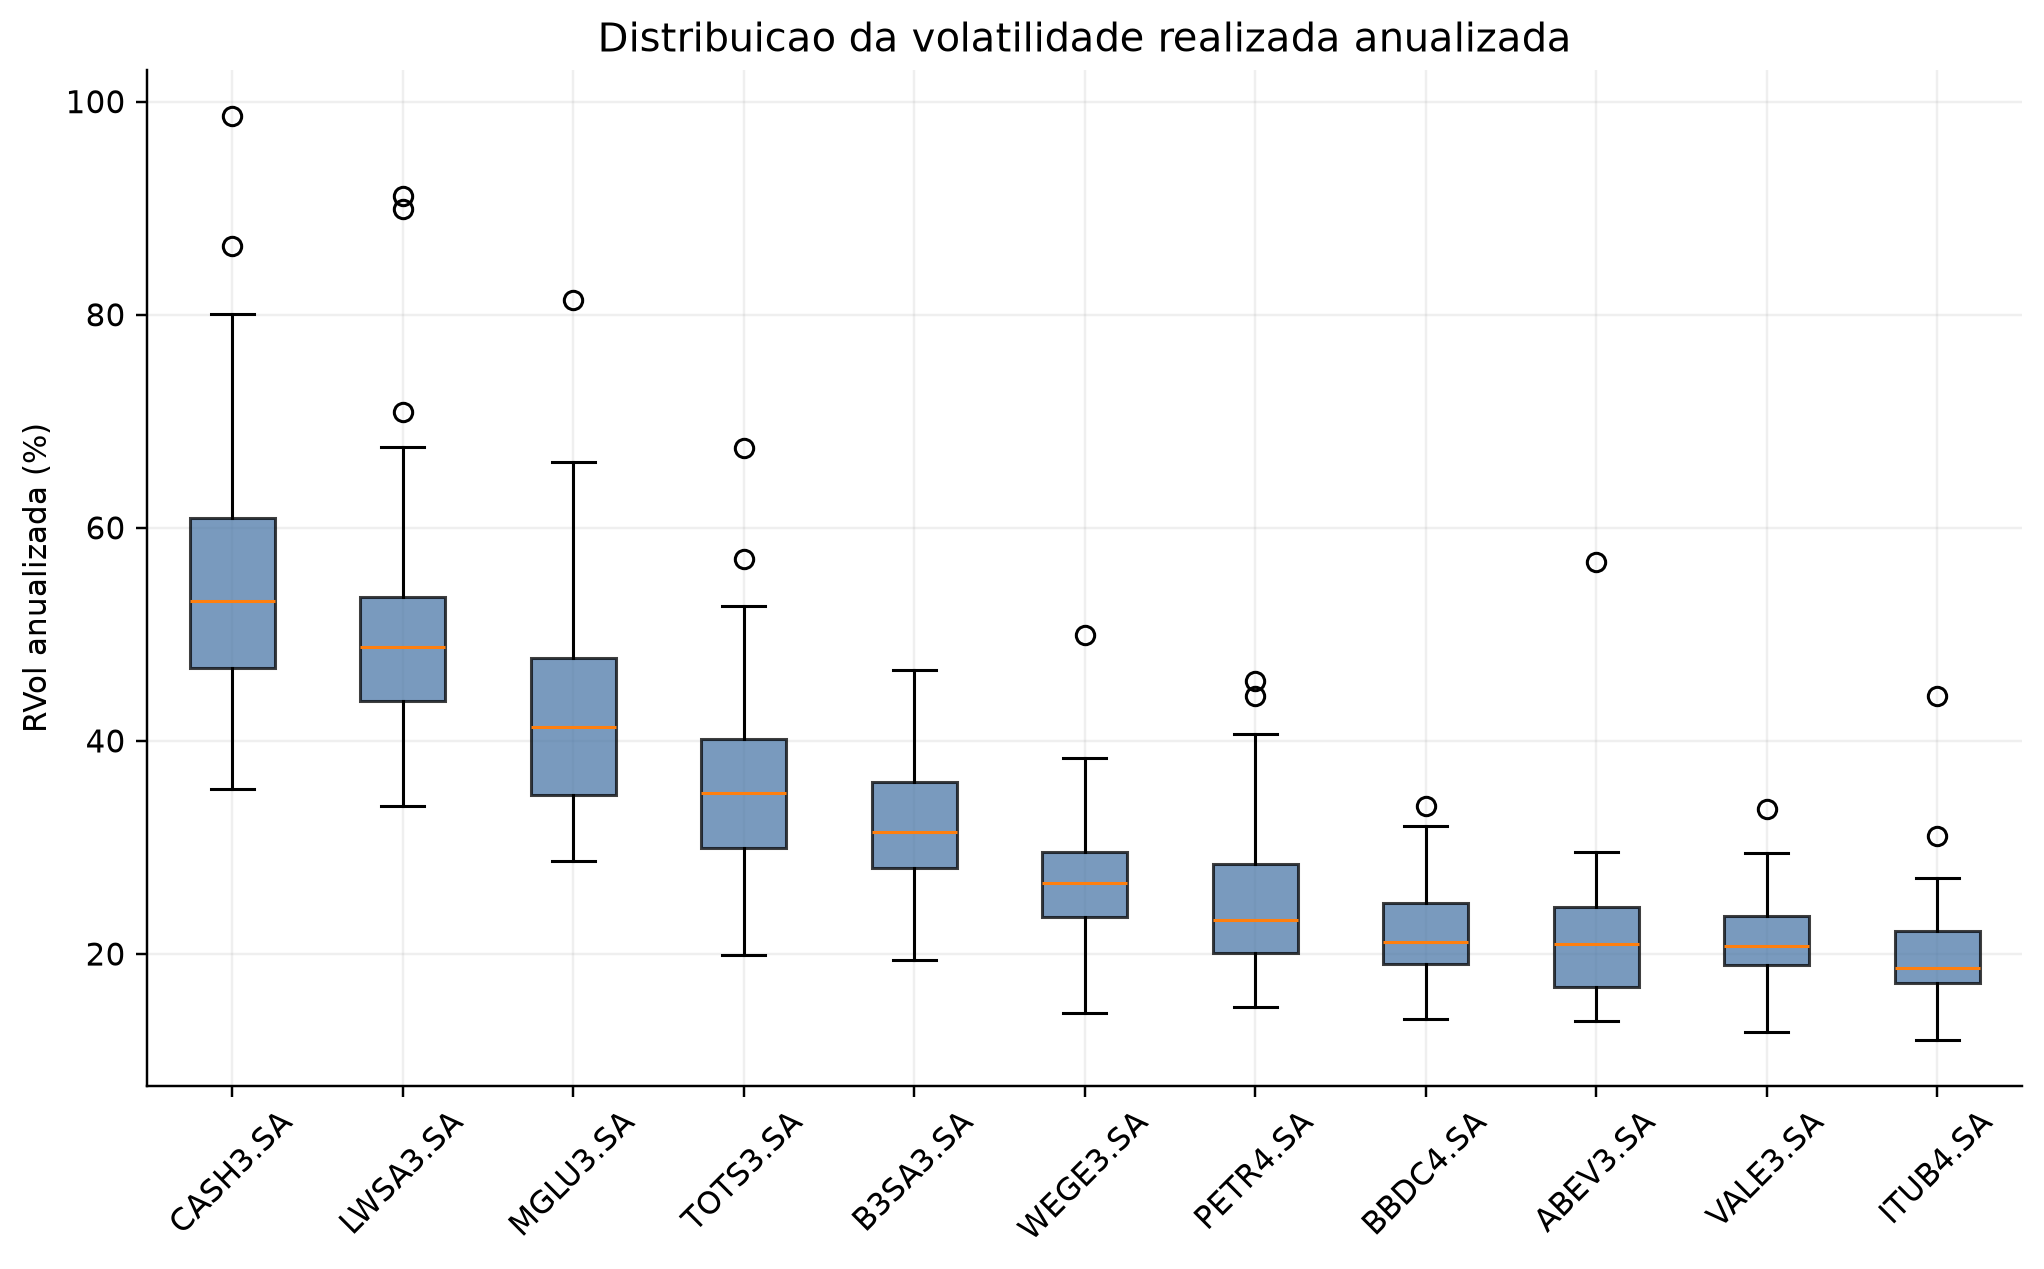 Distribuicao da volatilidade realizada anualizada
RVol anualizada (%)
100
80
60
40
20
CASH3.SA
LWSA3.SA
MGLU3.SA
TOTS3.SA
B3SA3.SA
WEGE3.SA
PETR4.SA
BBDC4.SA
ABEV3.SA
VALE3.SA
ITUB4.SA